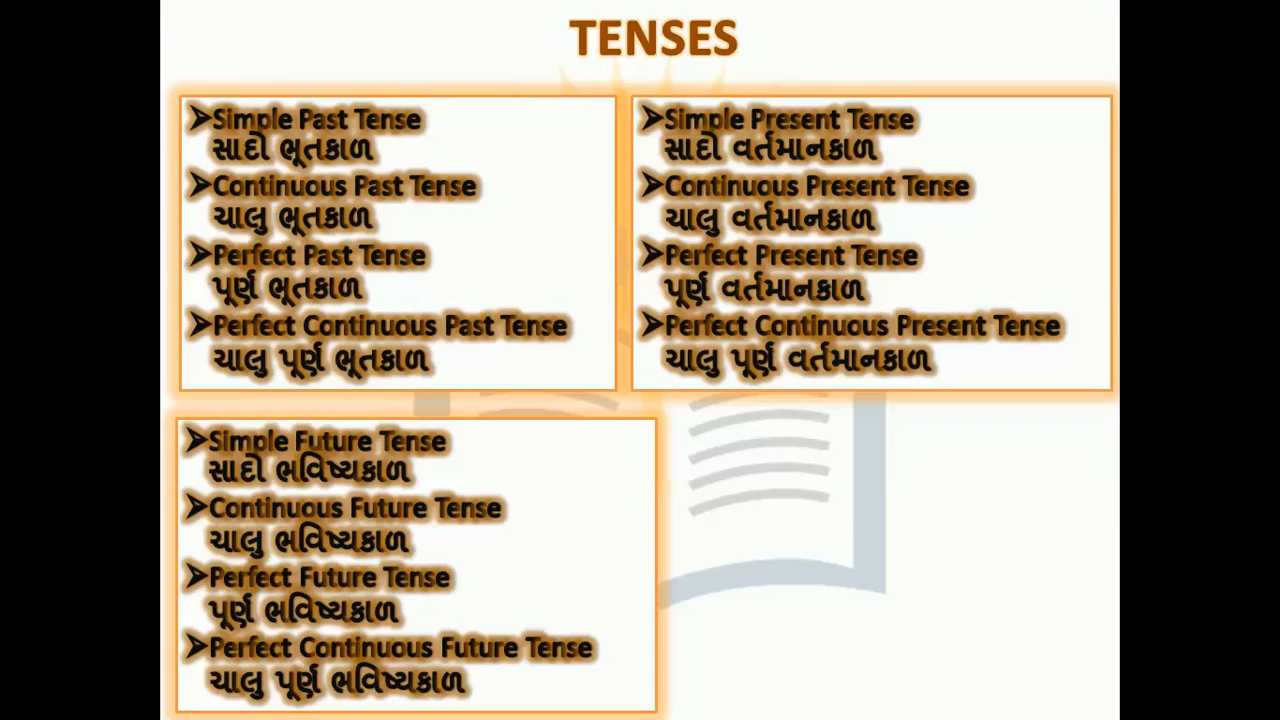 TENSES
➢Simple Past Tense
સાદો ભૂતકાળ
➢Continuous Past Tense
ચાલુ ભૂતકાળ
➢Perfect Past Tense
પૂર્ણ ભૂતકાળ
➢Perfect Continuous Past Tense
ચાલુ પૂર્ણ ભૂતકાળ
➢Simple Present Tense
સાદો વર્તમાનકાળ
➢Continuous Present Tense
ચાલુ વર્તમાનકાળ
➢Perfect Present Tense
પૂર્ણ વર્તમાનકાળ
➢Perfect Continuous Present Tense
ચાલુ પૂર્ણ વર્તમાનકાળ
➢Simple Future Tense
સાદો ભવિષ્યકાળ
➢Continuous Future Tense
ચાલુ ભવિષ્યકાળ
➢Perfect Future Tense
પૂર્ણ ભવિષ્યકાળ
➢Perfect Continuous Future Tense
ચાલુ પૂર્ણ ભવિષ્યકાળ